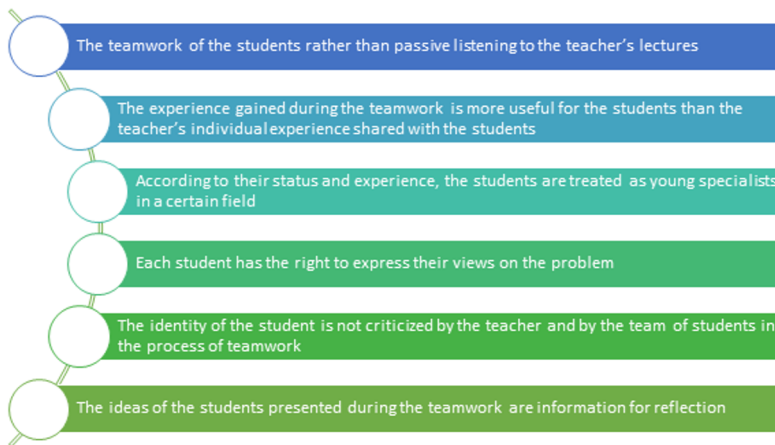 The teamwork of the students rather than passive listening to the teacher's lectures
The experience gained during the teamwork is more useful for the students than the
teacher's individual experience shared with the students
According to their status and experience, the students are treated as young specialists
in a certain field
Each student has the right to express their views on the problem
The identity of the student is not criticized by the teacher and by the team of students in
the process of teamwork
The ideas of the students presented during the teamwork are information for reflection